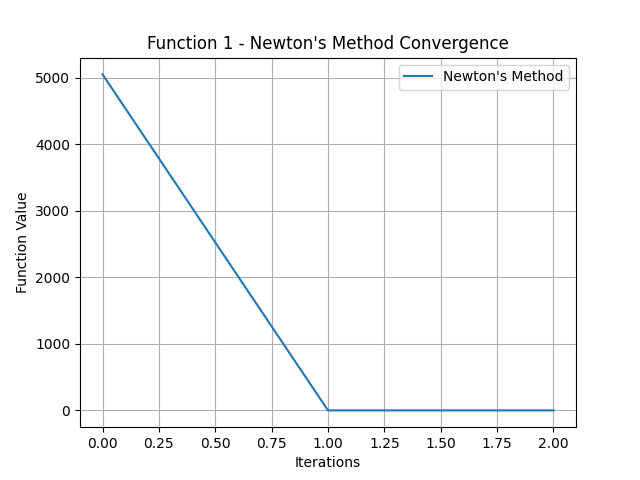 Function 1 - Newton's Method Convergence
Newton's Method
Function Value
5000
4000
3000
2000
1000
0
0.00 0.25 0.50 0.75 1.00 1.25 1.50 1.75 2.00
Iterations